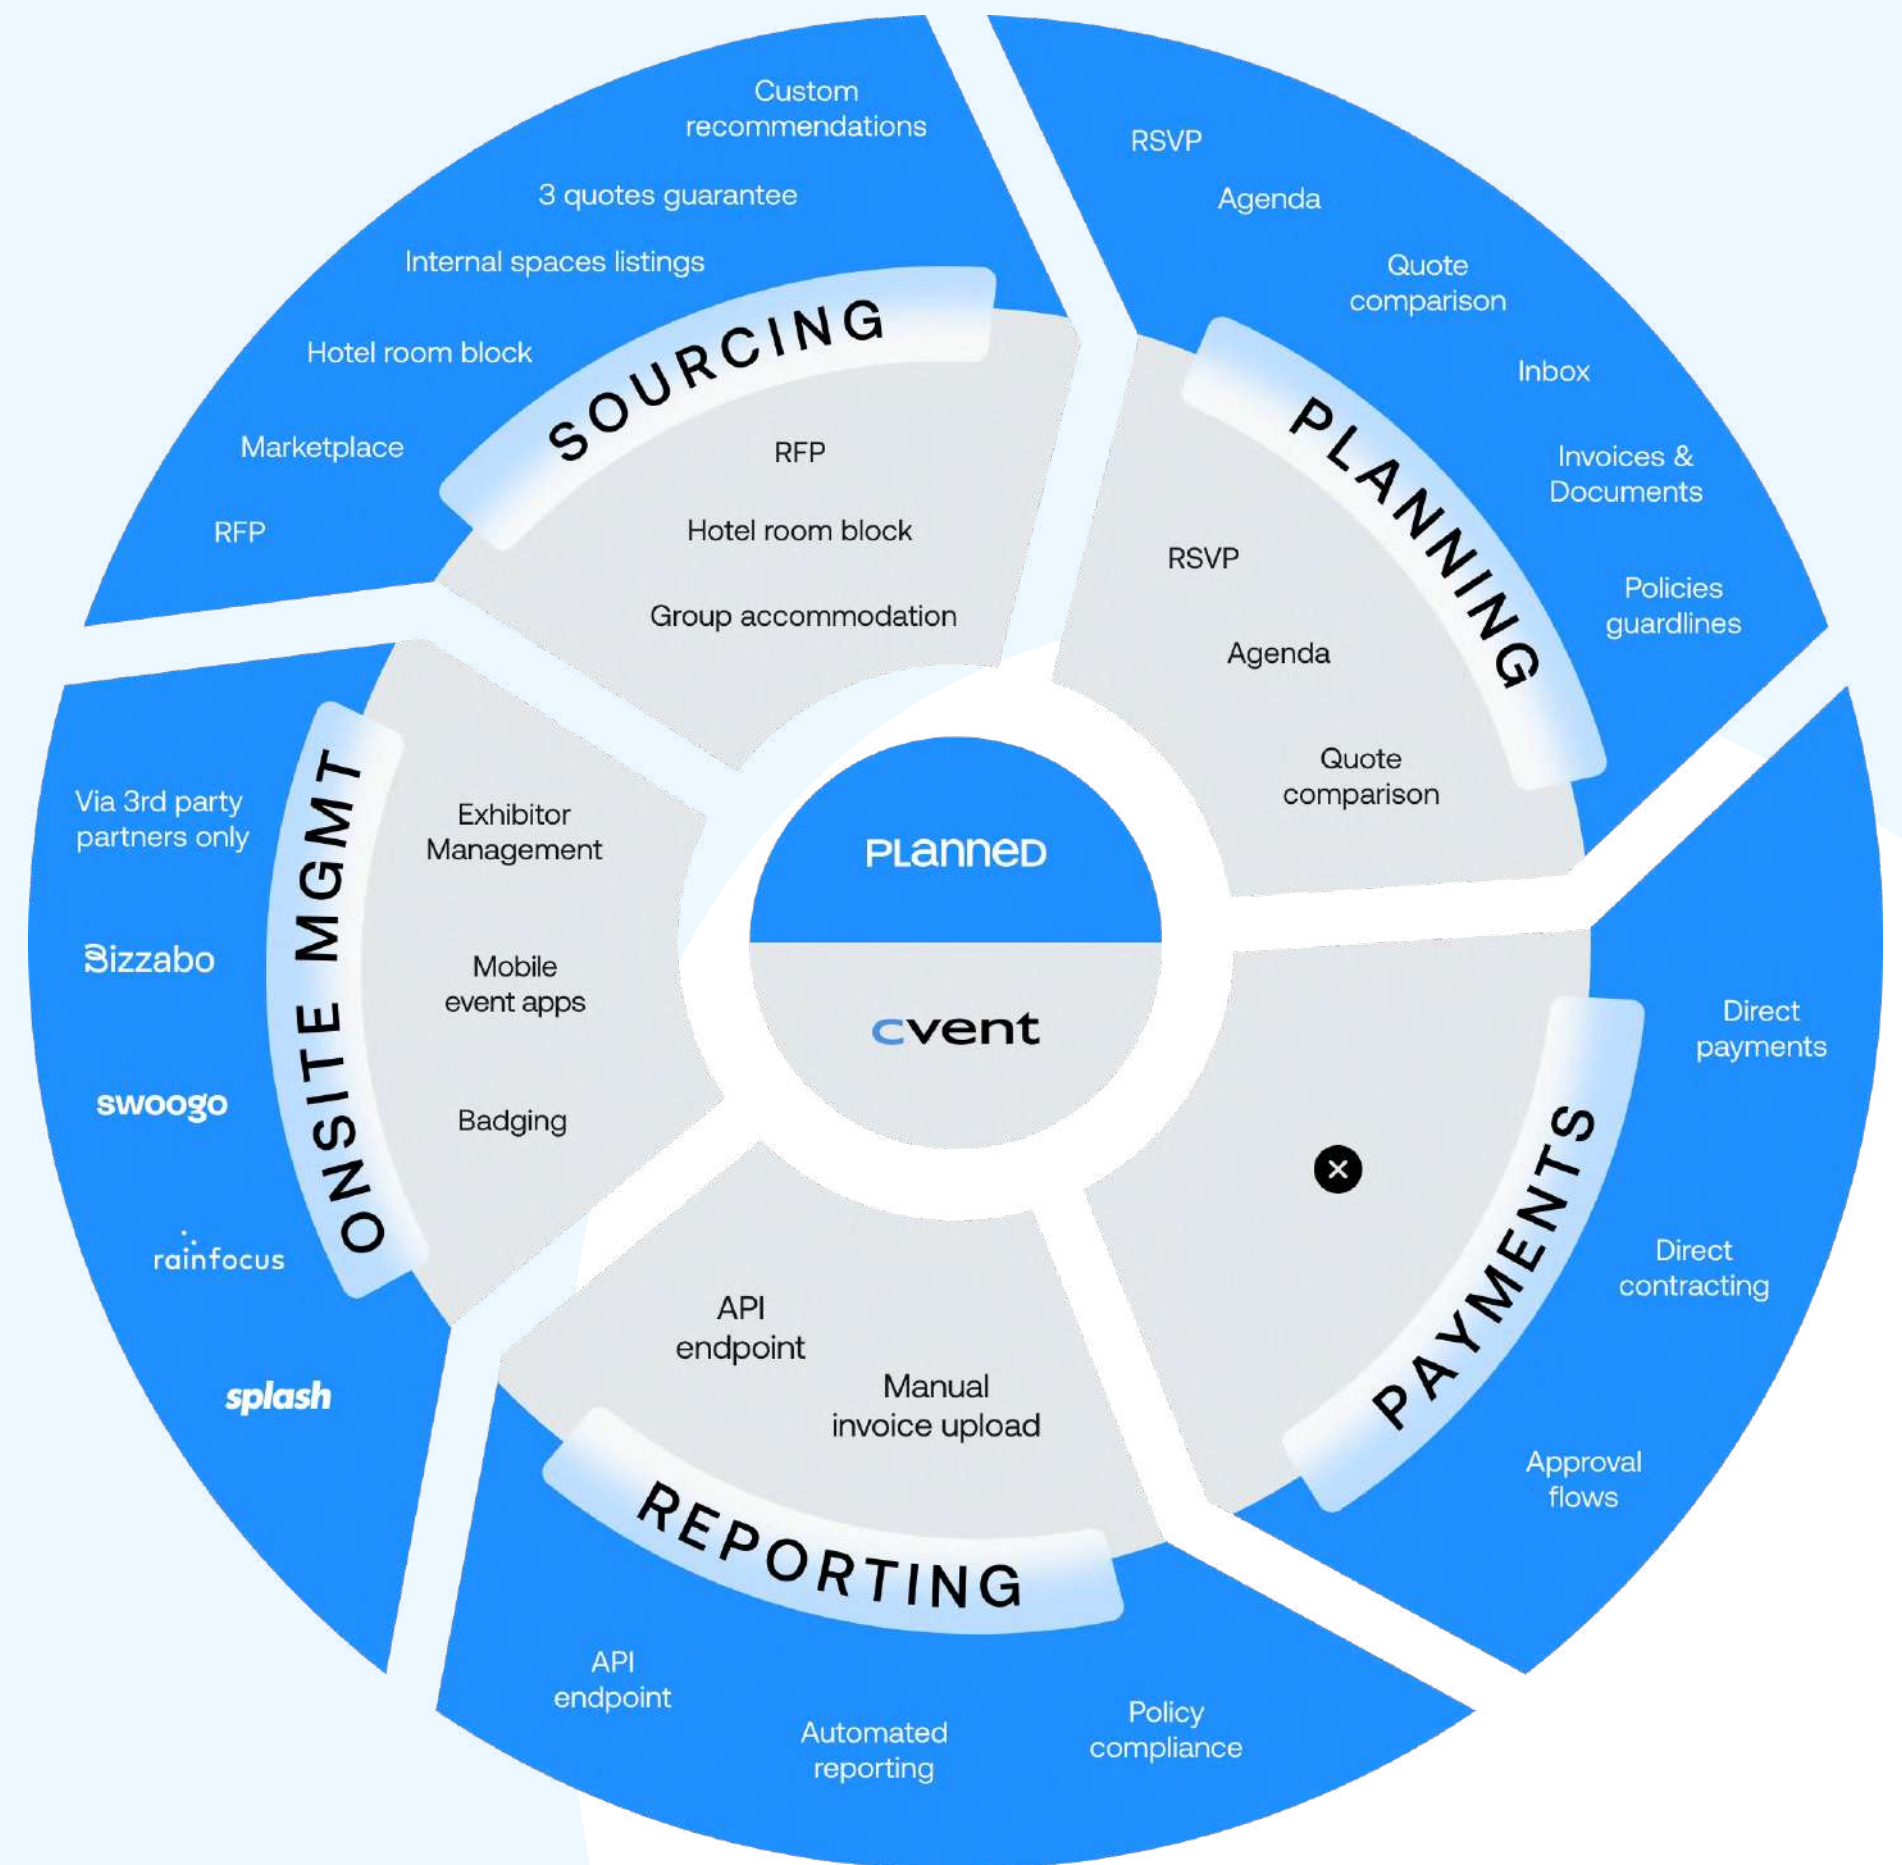 Custom
recommendations
3 quotes guarantee
Internal spaces listings
Hotel room block
Marketplace
RFP
SOURCING
RFP
Hotel room block
Group accommodation
RSVP
Agenda
Quote
comparison
Inbox
Invoices &
Documents
Policies
guardlines
PLANNING
RSVP
Agenda
Quote
comparison
Direct
payments
Direct
contracting
Approval
flows
PAYMENTS
API
endpoint
Manual
invoice upload
REPORTING
API
endpoint
Automated
reporting
Policy
compliance
Via 3rd party
partners only
Bizzabo
swoogo
rainfocus
splash
ONSITE MGMT
Exhibitor
Management
Mobile
event apps
Badging
PLanneD
cvent